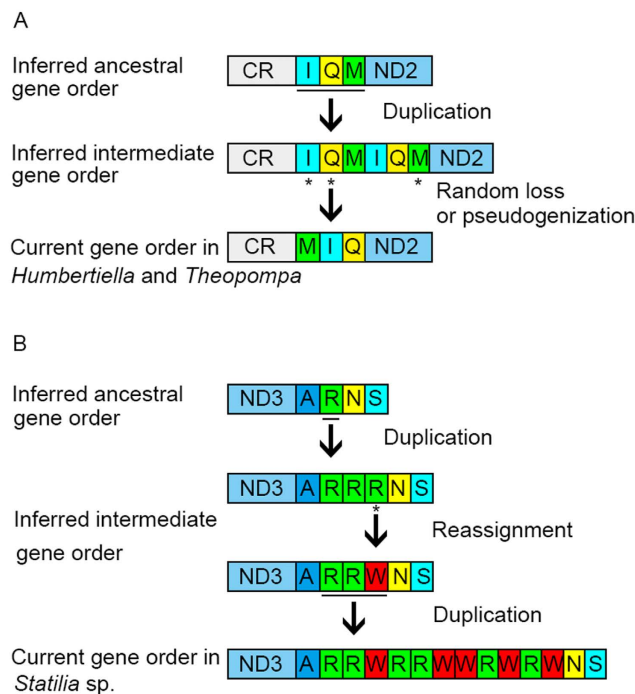 A
Inferred ancestral
gene order
CR I Q M ND2
Duplication
Inferred intermediate
gene order
CR I Q M I Q M ND2
* * *
Random loss
or pseudogenization
Current gene order in
Humbertiella and Theopompa
CR M I Q ND2
B
Inferred ancestral
gene order
ND3 A R N S
Duplication
Inferred intermediate
gene order
ND3 A R R R N S
*
Reassignment
ND3 A R R W N S
Duplication
Current gene order in
Statilia sp.
ND3 A R R W R R W W R W R W N S